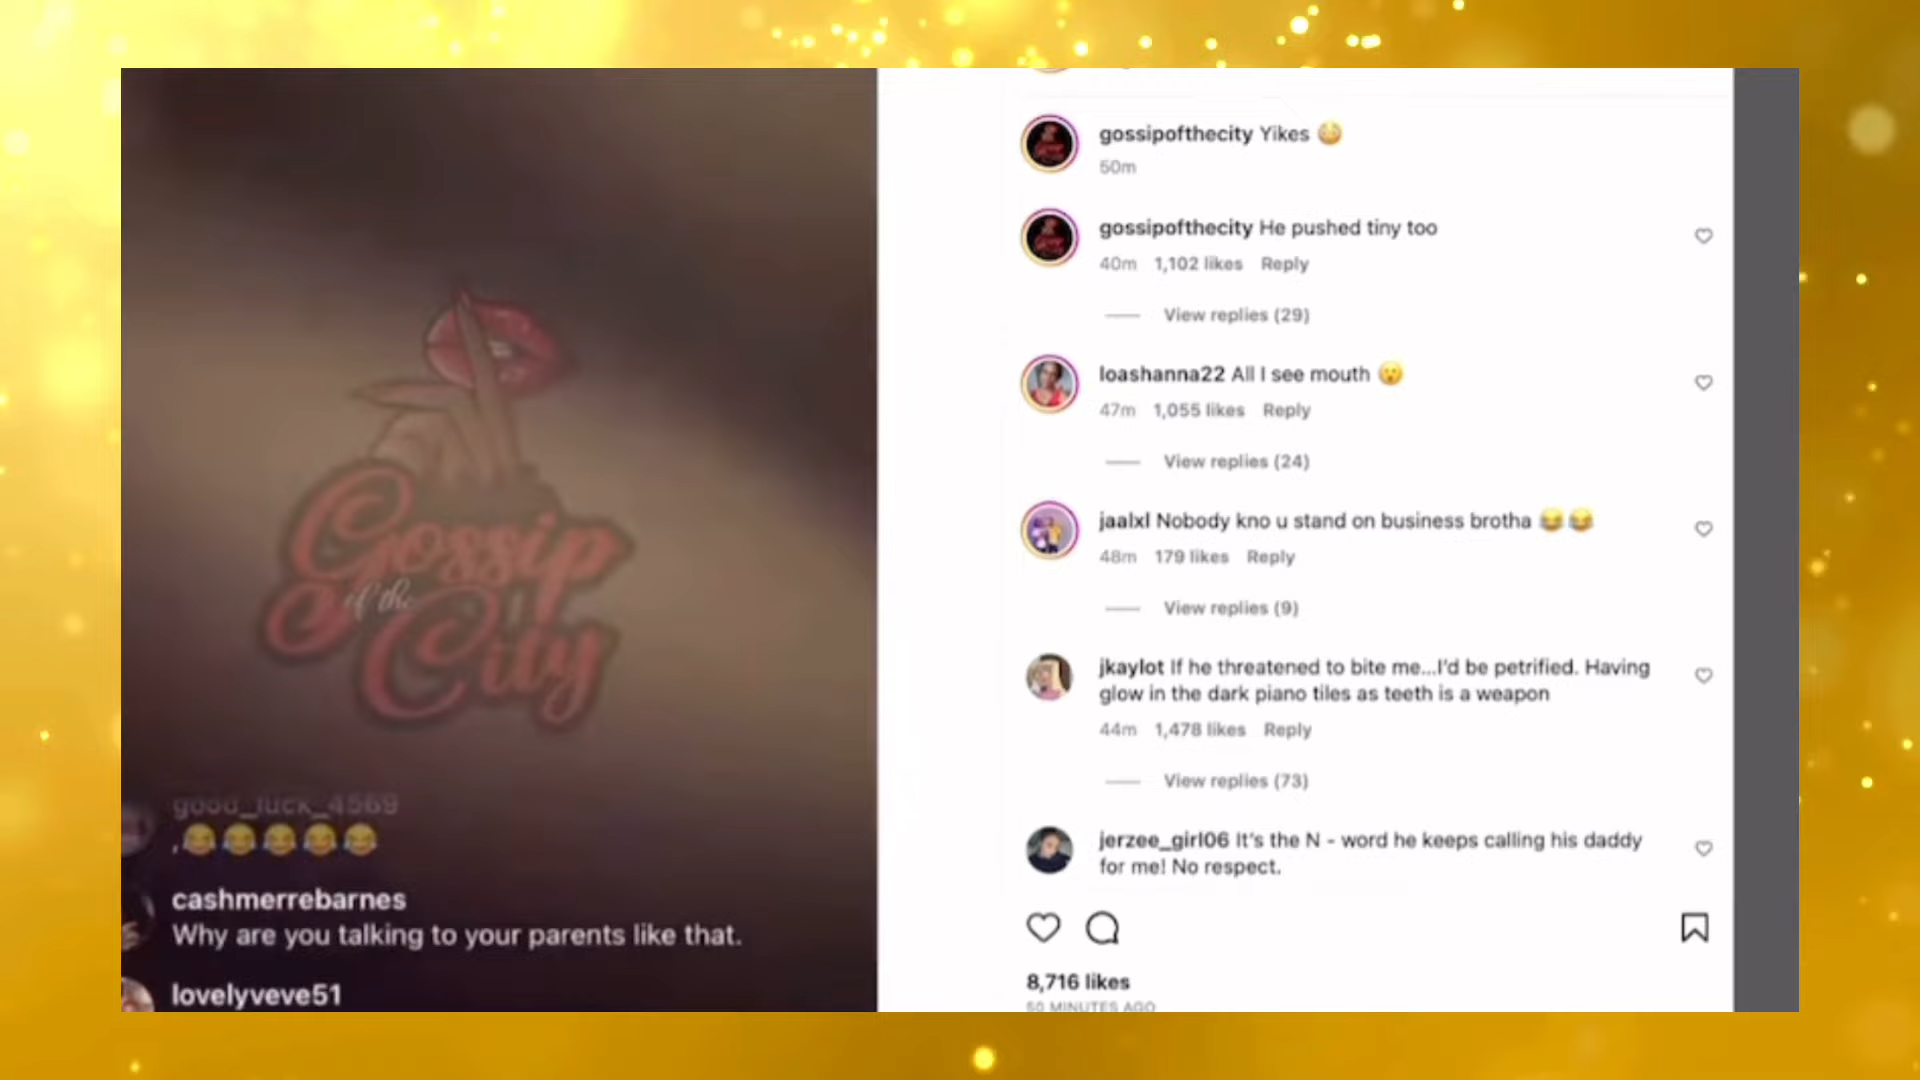 Gossip
of the
City
good_luck_4569
,😂😂😂😂😂
cashmerrebarnes
Why are you talking to your parents like that.
lovelyveve51
gossipofthecity Yikes 😳
50m
gossipofthecity He pushed tiny too
40m 1,102 likes Reply
View replies (29)
loashanna22 All I see mouth 😮
47m 1,055 likes Reply
View replies (24)
jaalxl Nobody kno u stand on business brotha 😂😂
48m 179 likes Reply
View replies (9)
jkaylot If he threatened to bite me...I'd be petrified. Having
glow in the dark piano tiles as teeth is a weapon
44m 1,478 likes Reply
View replies (73)
jerzee_girl06 It's the N - word he keeps calling his daddy
for me! No respect.
8,716 likes
50 MINUTES AGO